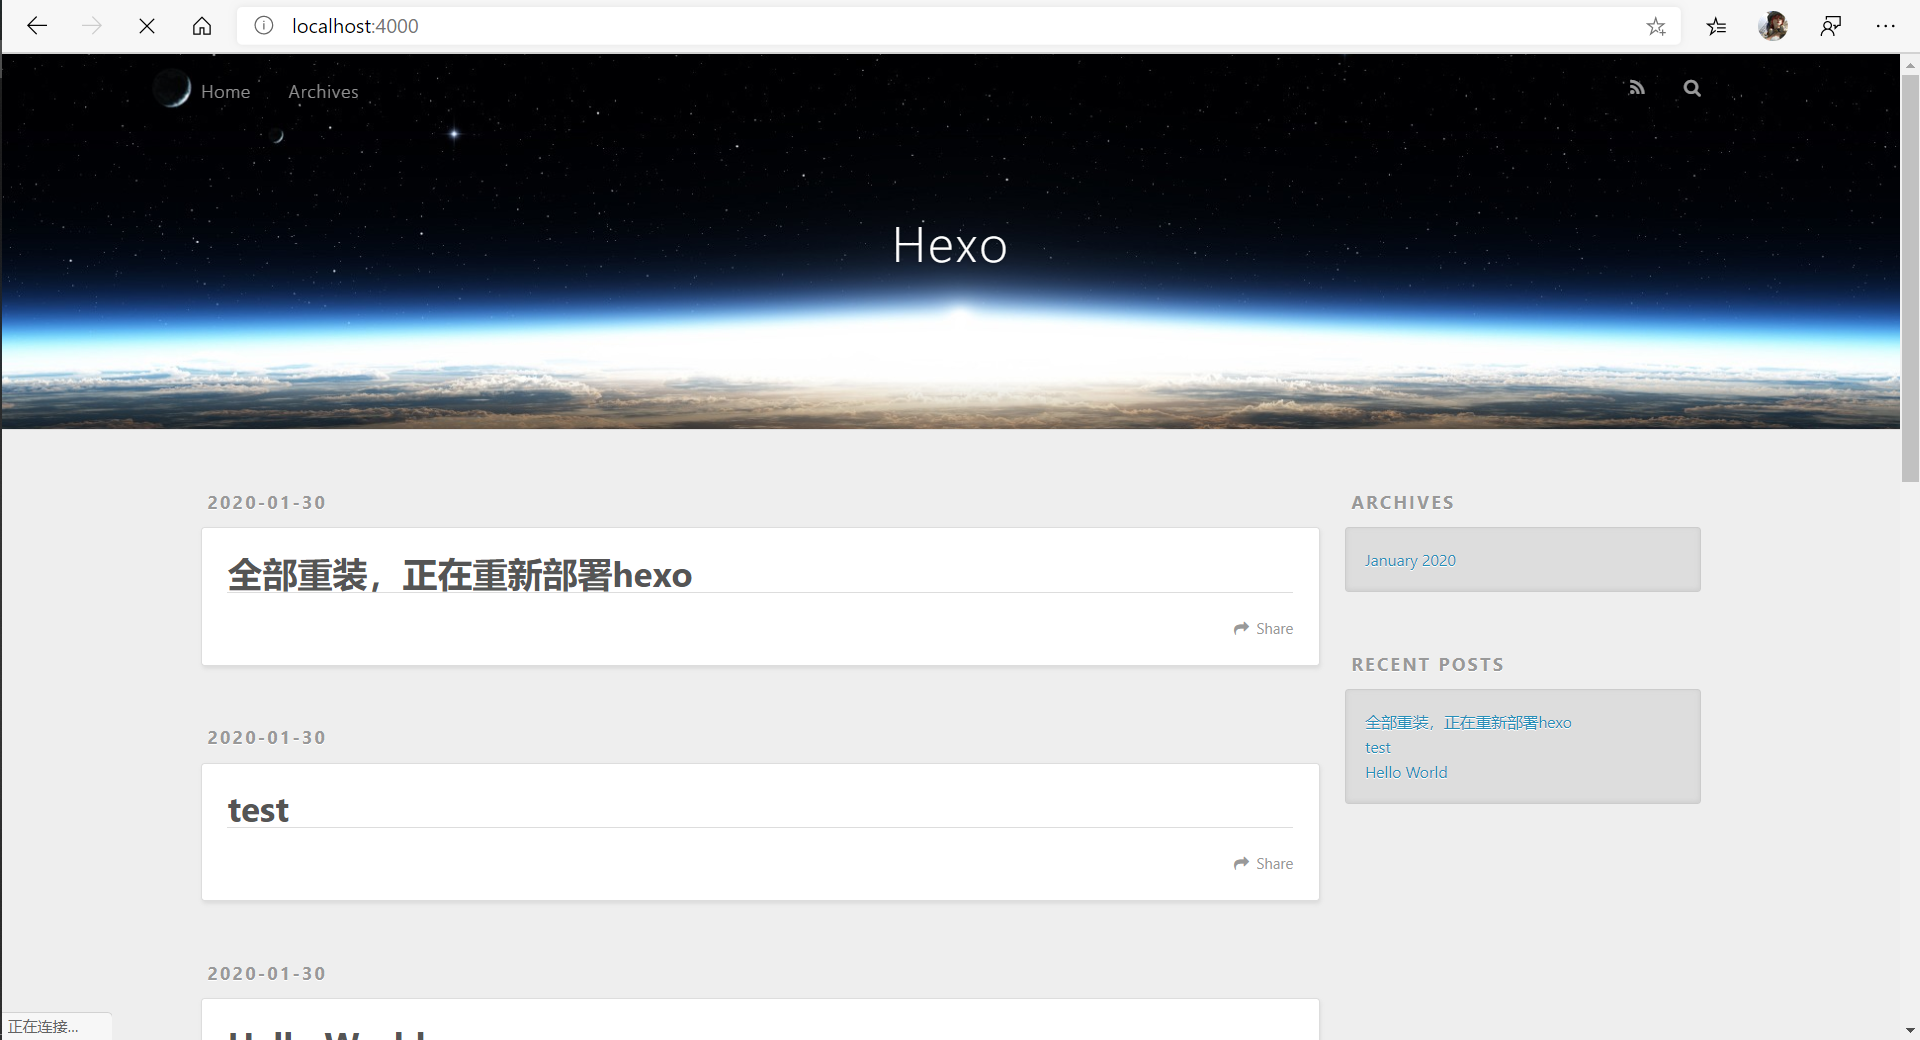 localhost:4000
Home
Archives
Hexo
2020-01-30
全部重装，正在重新部署hexo
Share
2020-01-30
test
Share
2020-01-30
Hello World
ARCHIVES
January 2020
RECENT POSTS
全部重装，正在重新部署hexo
test
Hello World
正在连接...